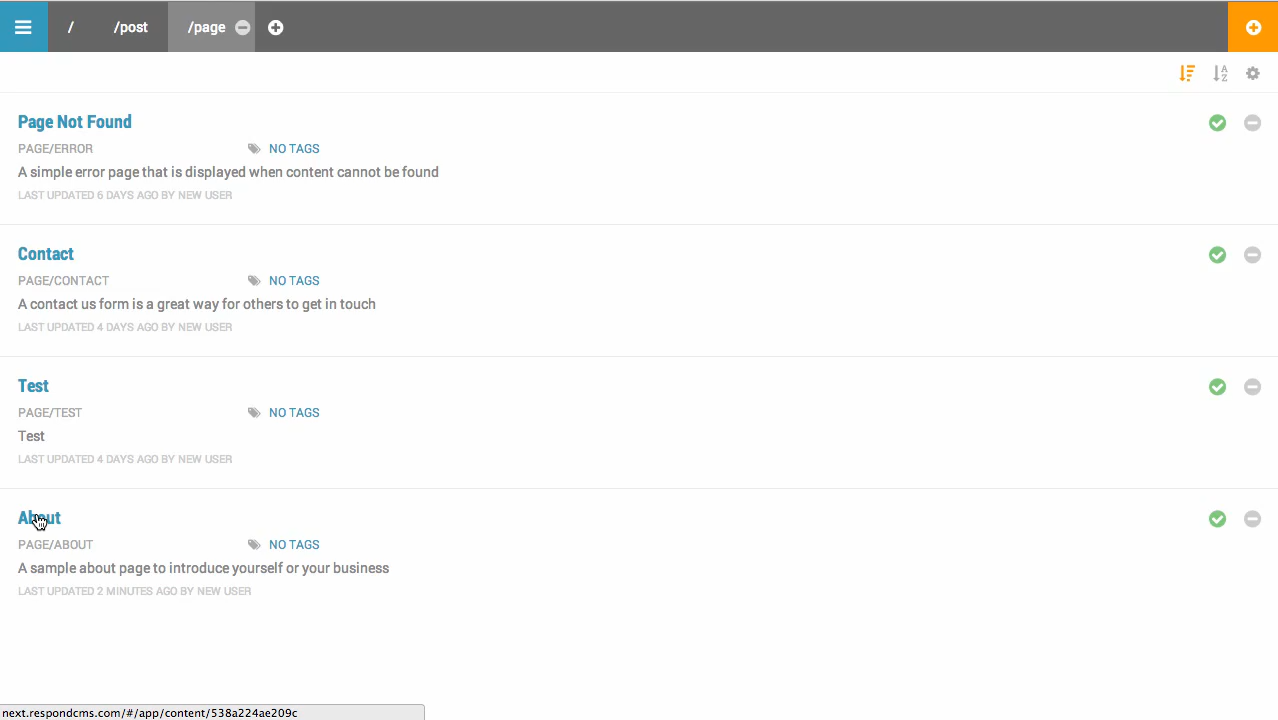 / /post /page
Page Not Found
PAGE/ERROR NO TAGS
A simple error page that is displayed when content cannot be found
LAST UPDATED 6 DAYS AGO BY NEW USER
Contact
PAGE/CONTACT NO TAGS
A contact us form is a great way for others to get in touch
LAST UPDATED 4 DAYS AGO BY NEW USER
Test
PAGE/TEST NO TAGS
Test
LAST UPDATED 4 DAYS AGO BY NEW USER
About
PAGE/ABOUT NO TAGS
A sample about page to introduce yourself or your business
LAST UPDATED 2 MINUTES AGO BY NEW USER
next.respondcms.com/#/app/content/538a224ae209c